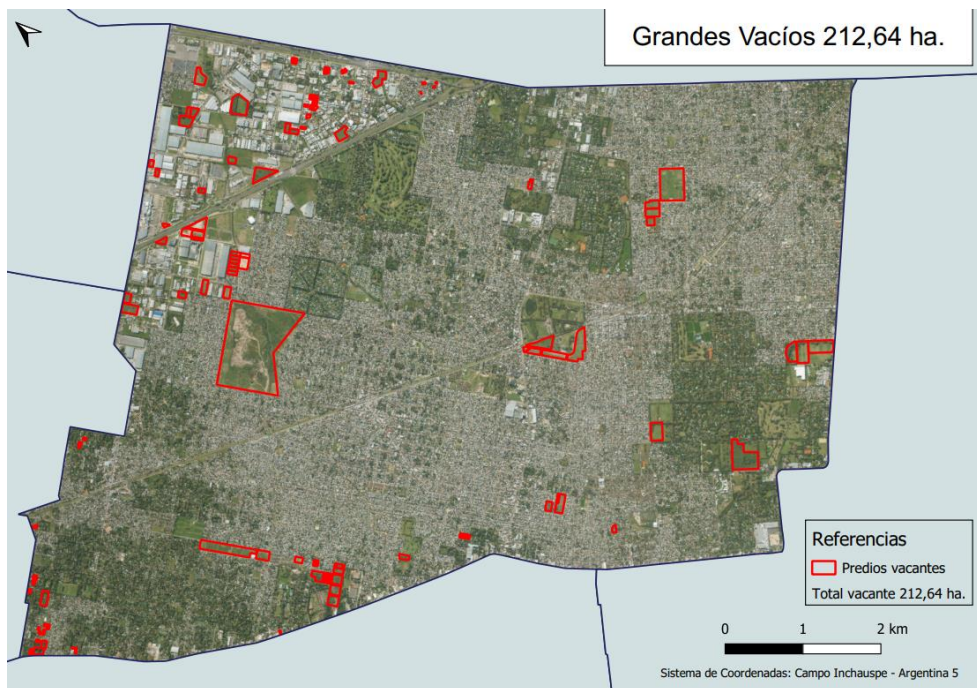 Grandes Vacíos 212,64 ha.
Referencias
Predios vacantes
Total vacante 212,64 ha.
0 1 2 km
Sistema de Coordenadas: Campo Inchauspe - Argentina 5